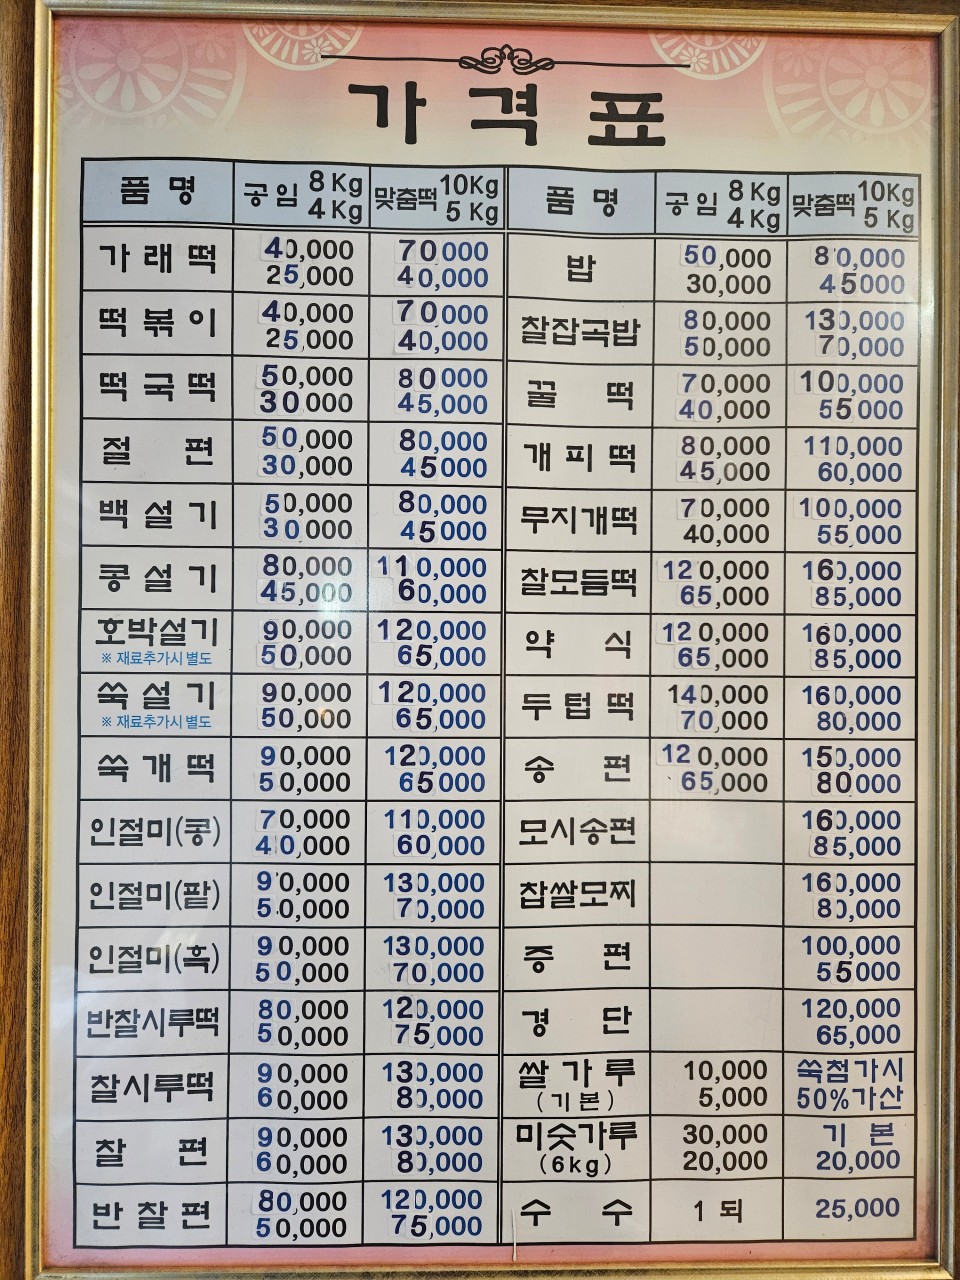 가격표
품명 공임 8Kg 4Kg 맞춤떡 10Kg 5Kg
가래떡 40,000 70,000
25,000 40,000
떡볶이 40,000 70,000
25,000 40,000
떡국떡 50,000 80,000
30,000 45,000
절편 50,000 80,000
30,000 45,000
백설기 50,000 80,000
30,000 45,000
콩설기 80,000 110,000
45,000 60,000
호박설기 90,000 120,000
※ 재료추가시 별도 50,000 65,000
쑥설기 90,000 120,000
※ 재료추가시 별도 50,000 65,000
쑥개떡 90,000 120,000
50,000 65,000
인절미(콩) 70,000 110,000
40,000 60,000
인절미(팥) 90,000 130,000
50,000 70,000
인절미(흑) 90,000 130,000
50,000 70,000
반찰시루떡 80,000 120,000
50,000 75,000
찰시루떡 90,000 130,000
60,000 80,000
찰편 90,000 130,000
60,000 80,000
반찰편 80,000 120,000
50,000 75,000
품명 공임 8Kg 4Kg 맞춤떡 10Kg 5Kg
밥 50,000 80,000
30,000 45,000
찰잡곡밥 80,000 130,000
50,000 70,000
꿀떡 70,000 100,000
40,000 55,000
개피떡 80,000 110,000
45,000 60,000
무지개떡 70,000 100,000
40,000 55,000
찰모듬떡 120,000 160,000
65,000 85,000
약식 120,000 160,000
65,000 85,000
두텁떡 140,000 160,000
70,000 80,000
송편 120,000 150,000
65,000 80,000
모시송편 160,000
85,000
찹쌀모찌 160,000
80,000
증편 100,000
55,000
경단 120,000
65,000
쌀가루 10,000 쑥첨가시
(기본) 5,000 50%가산
미숫가루 30,000 기본
(6kg) 20,000 20,000
수수 1되 25,000